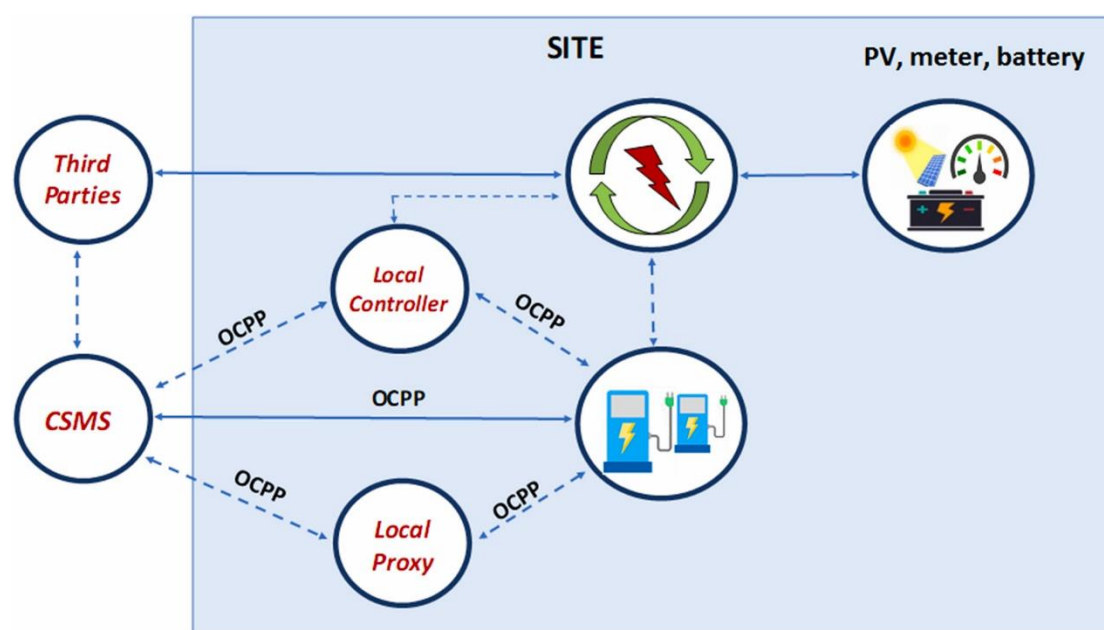 SITE
PV, meter, battery
Third
Parties
Local
Controller
OCPP
OCPP
OCPP
CSMS
OCPP
OCPP
Local
Proxy